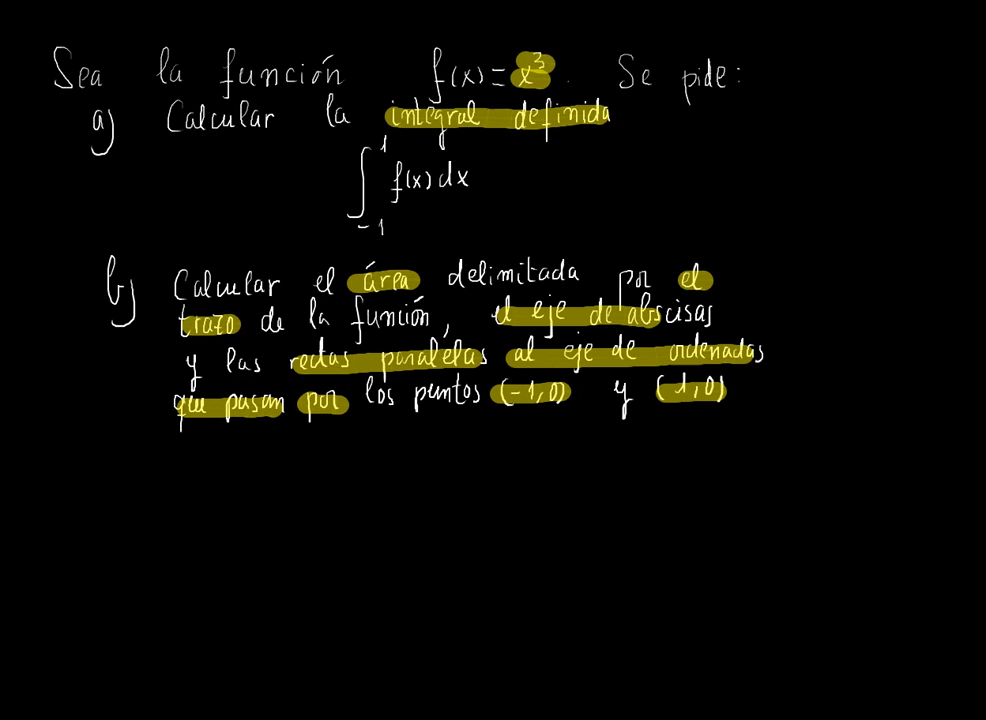 Sea la función f(x) = x³. Se pide:
a) Calcular la integral definida
∫₋₁¹ f(x) dx
b) Calcular el área delimitada por el
trazo de la función, el eje de abscisas
y las rectas paralélas al eje de ordenadas
que pasan por los puntos (-1,0) y (1,0)